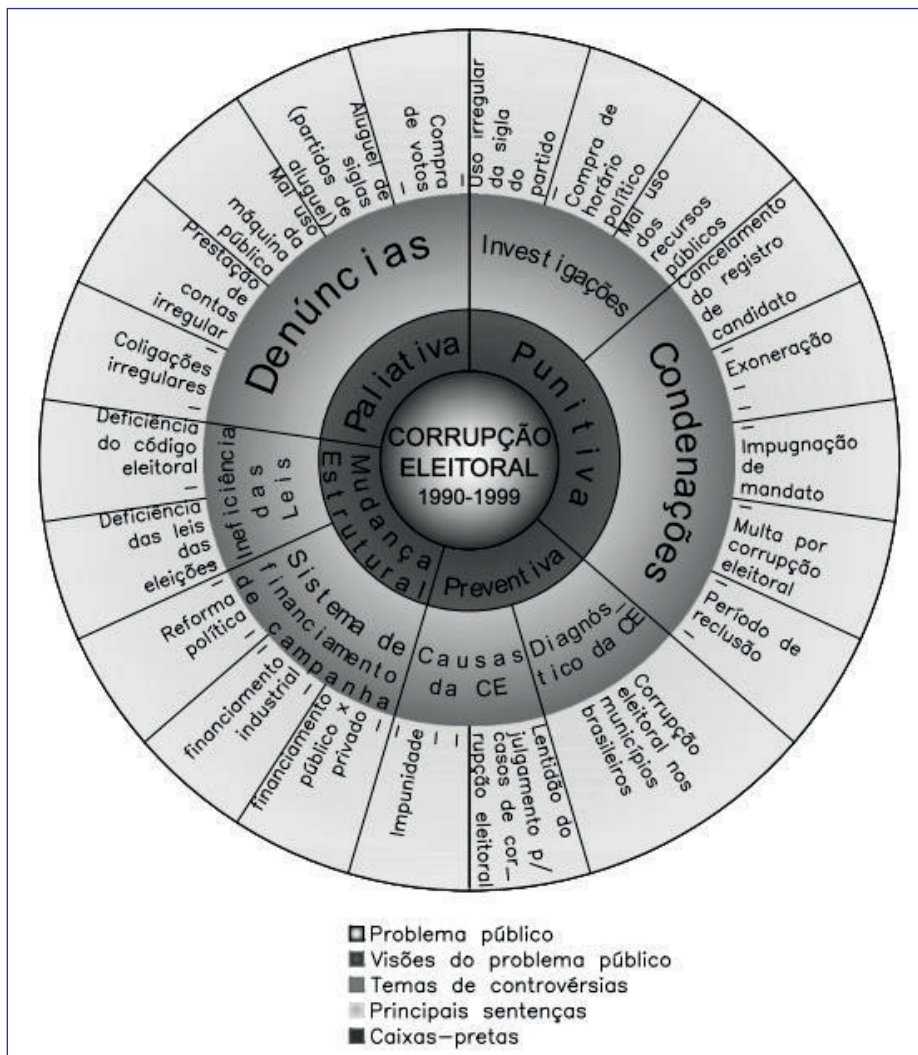 CORRUPÇÃO
ELEITORAL
1990-1999
Paliativa
Punitiva
Preventiva
Mudança
Estrutural
Denúncias
Investigações
Condenações
Diagnós-
tico da CE
Causas
da CE
Sistema de
financiamento
de campanha
Ineficiência
das
Leis
Uso irregular
da sigla
do
partido
Compra de
horário
político
Mal uso
dos
recursos
públicos
Cancelamento
do registro
de
candidato
Exoneração
Impugnação
de
mandato
Multa por
corrupção
eleitoral
Período de
reclusão
Corrupção
eleitoral nos
municípios
brasileiros
Lentidão do
julgamento p/
casos de cor-
rupção eleitoral
Impunidade
financiamento
público x
privado
financiamento
industrial
Reforma
política
Deficiência
das leis
das
eleições
Deficiência
do código
eleitoral
Coligações
irregulares
Prestação
de
contas
irregular
Mal uso
da
máquina
pública
Aluguel de
siglas
(partidos de
aluguel)
Compra
de votos
Problema público
Visões do problema público
Temas de controvérsias
Principais sentenças
Caixas-pretas